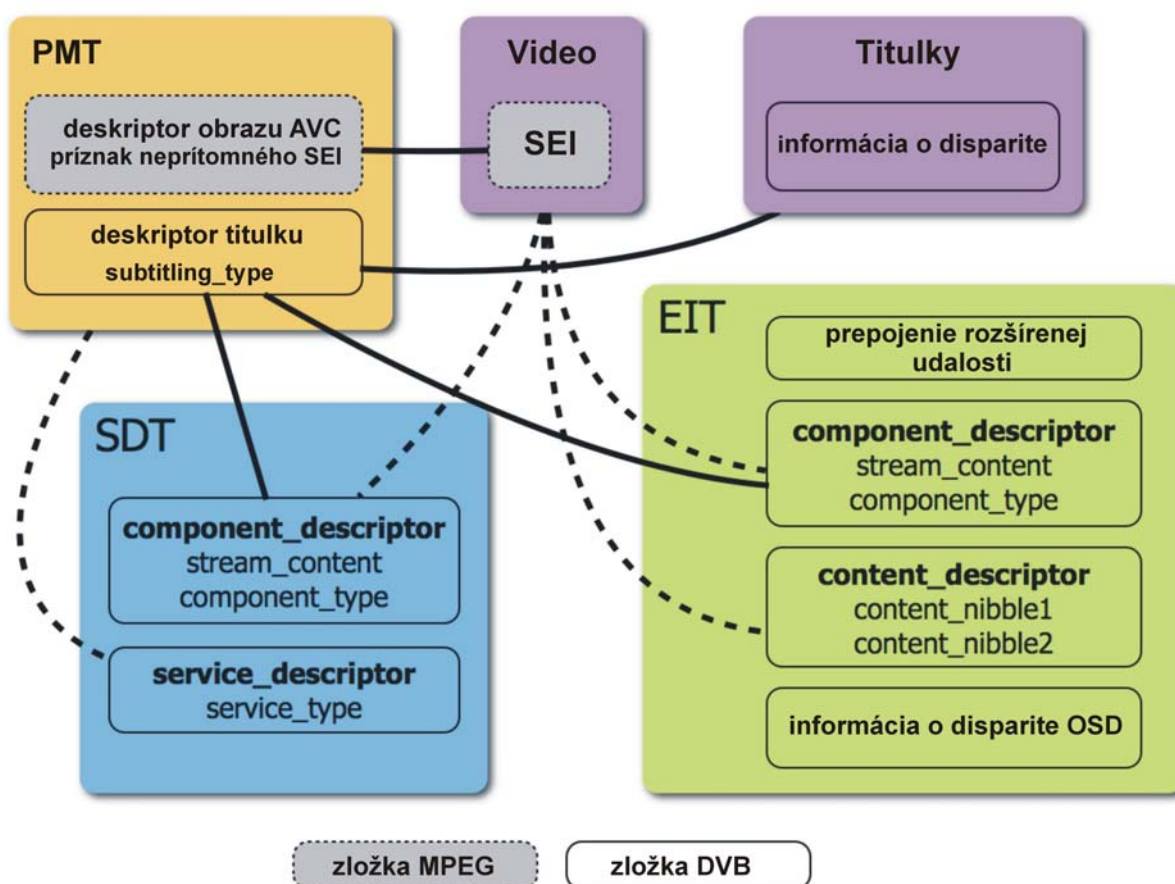 PMT
deskriptor obrazu AVC
príznak neprítomného SEI
deskriptor titulku
subtitling_type
Video
SEI
Titulky
informácia o disparite
SDT
component_descriptor
stream_content
component_type
service_descriptor
service_type
EIT
prepojenie rozšírenej
udalosti
component_descriptor
stream_content
component_type
content_descriptor
content_nibble1
content_nibble2
informácia o disparite OSD
zložka MPEG
zložka DVB